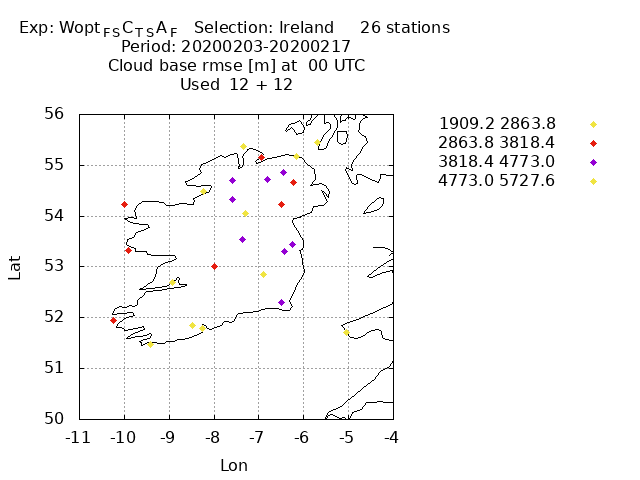 Exp: Wopt FS C TS A F Selection: Ireland 26 stations
Period: 20200203-20200217
Cloud base rmse [m] at 00 UTC
Used 12 + 12
1909.2 2863.8
2863.8 3818.4
3818.4 4773.0
4773.0 5727.6
56
55
54
53
52
51
50
Lat
-11 -10 -9 -8 -7 -6 -5 -4
Lon